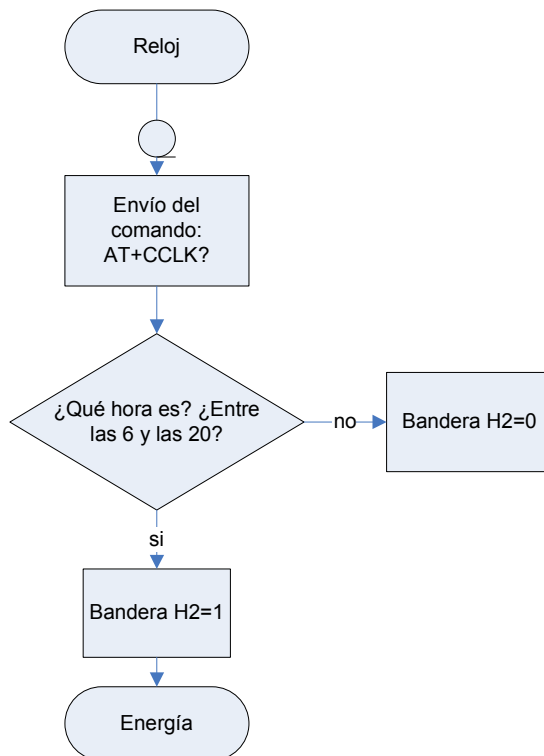 Reloj
Envío del
comando:
AT+CCLK?
¿Qué hora es? ¿Entre
las 6 y las 20?
no
Bandera H2=0
si
Bandera H2=1
Energía